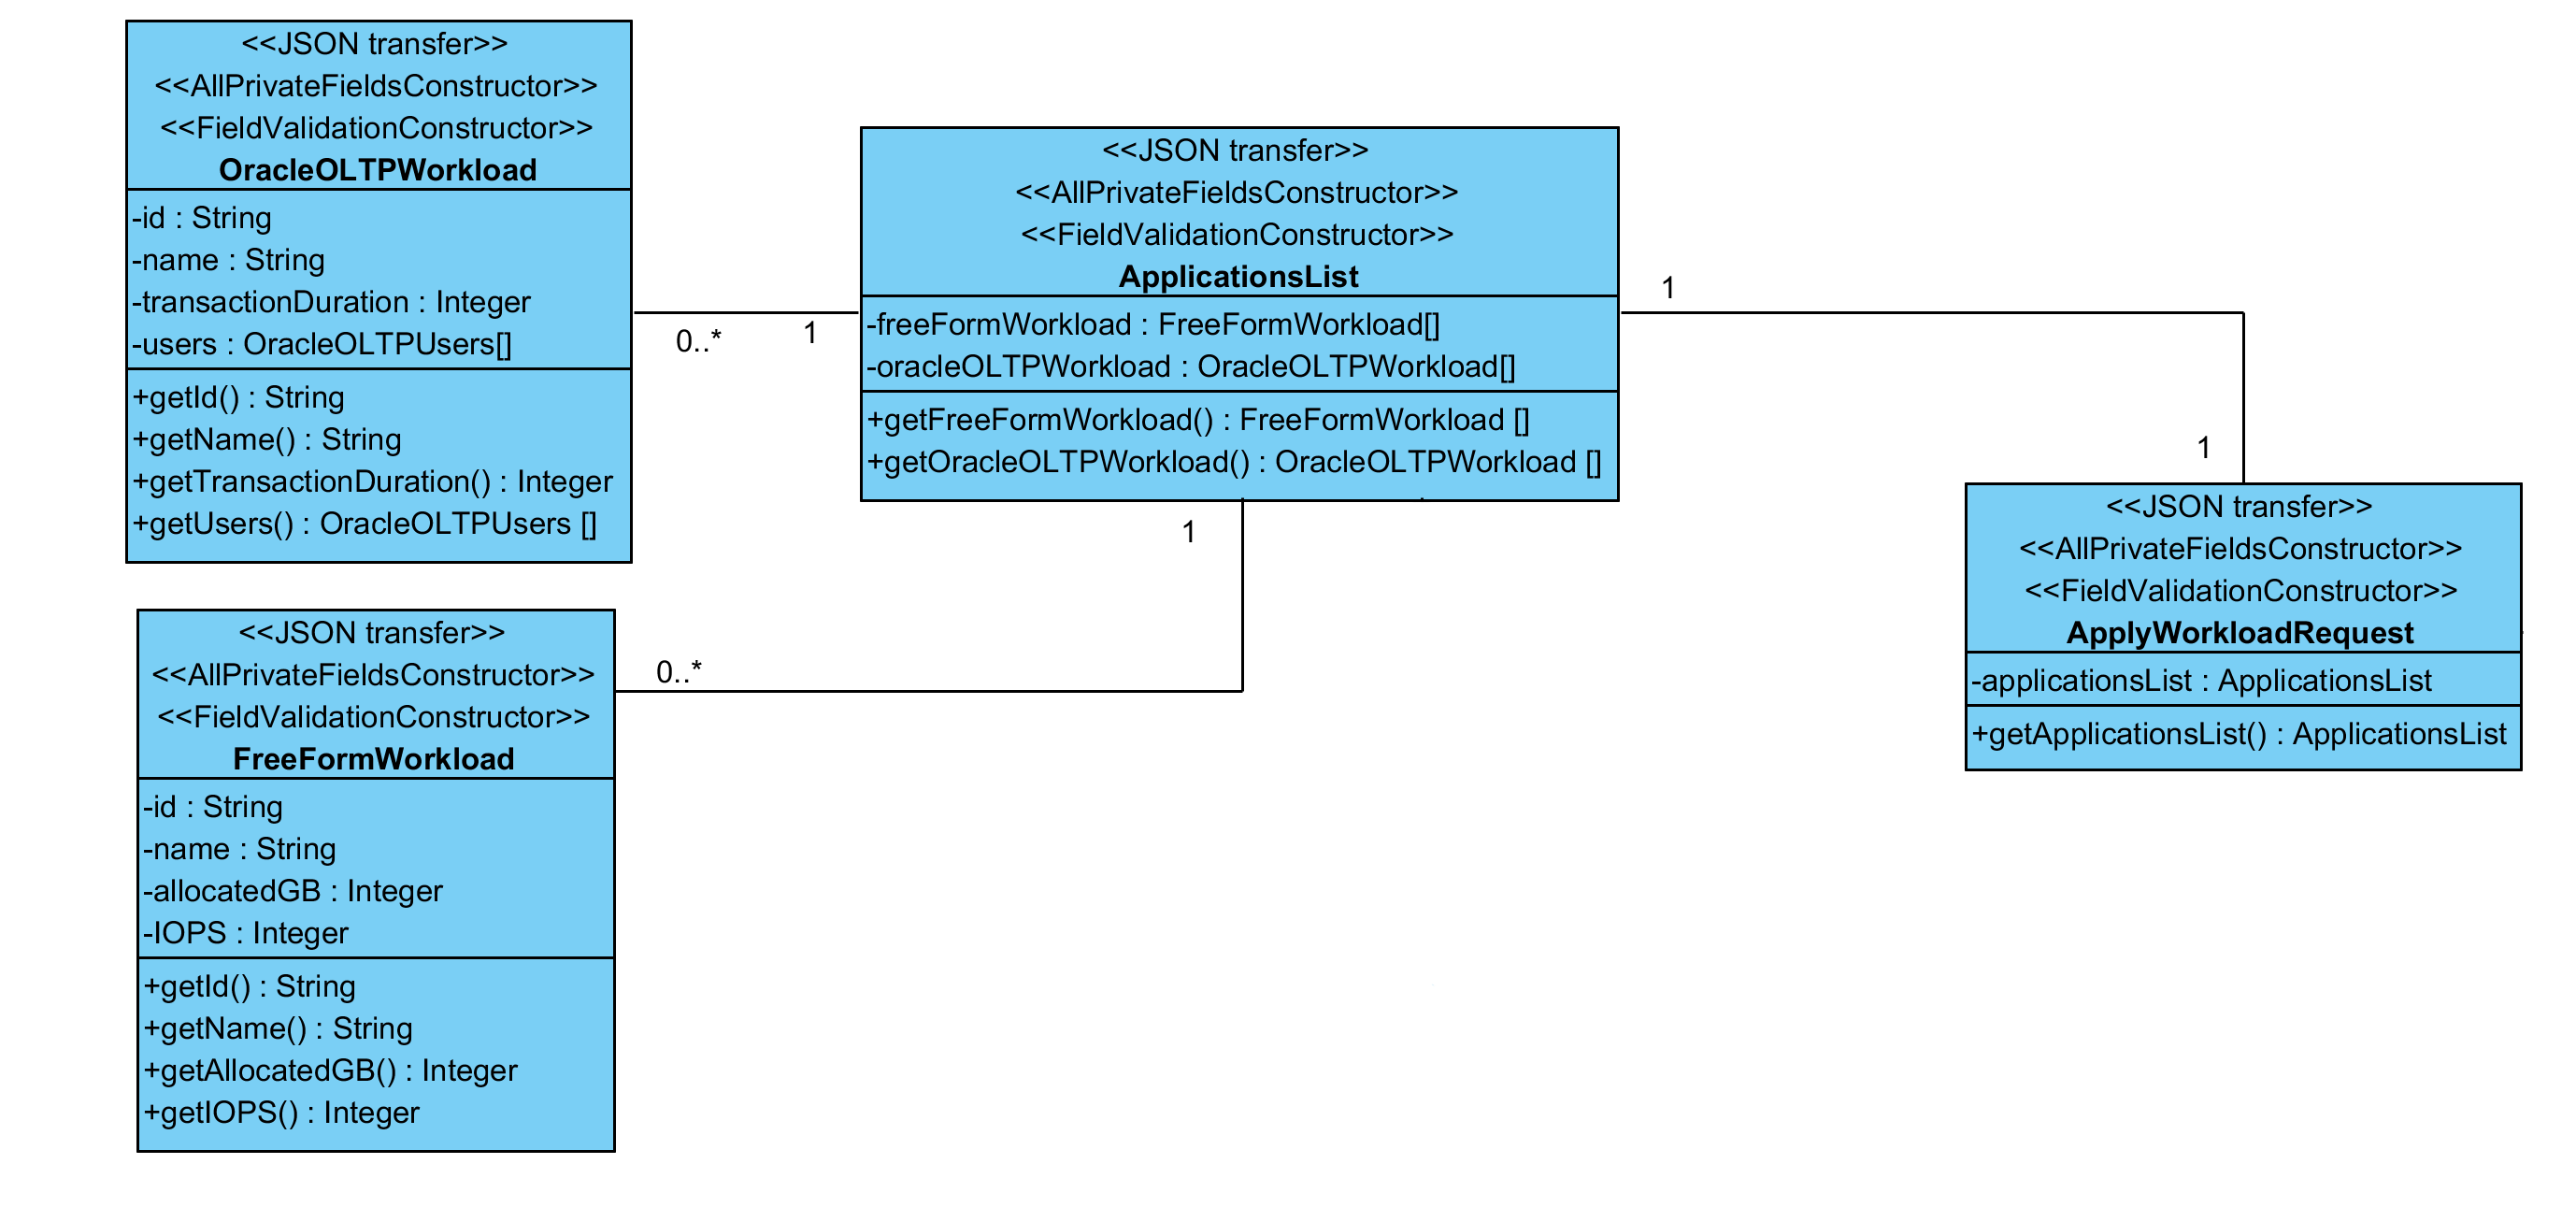 <<JSON transfer>>
<<AllPrivateFieldsConstructor>>
<<FieldValidationConstructor>>
OracleOLTPWorkload
-id : String
-name : String
-transactionDuration : Integer
-users : OracleOLTPUsers[]
+getId() : String
+getName() : String
+getTransactionDuration() : Integer
+getUsers() : OracleOLTPUsers []
0..*
1
<<JSON transfer>>
<<AllPrivateFieldsConstructor>>
<<FieldValidationConstructor>>
ApplicationsList
-freeFormWorkload : FreeFormWorkload[]
-oracleOLTPWorkload : OracleOLTPWorkload[]
+getFreeFormWorkload() : FreeFormWorkload []
+getOracleOLTPWorkload() : OracleOLTPWorkload []
1
1
1
0..*
<<JSON transfer>>
<<AllPrivateFieldsConstructor>>
<<FieldValidationConstructor>>
ApplyWorkloadRequest
-applicationsList : ApplicationsList
+getApplicationsList() : ApplicationsList
<<JSON transfer>>
<<AllPrivateFieldsConstructor>>
<<FieldValidationConstructor>>
FreeFormWorkload
-id : String
-name : String
-allocatedGB : Integer
-IOPS : Integer
+getId() : String
+getName() : String
+getAllocatedGB() : Integer
+getIOPS() : Integer